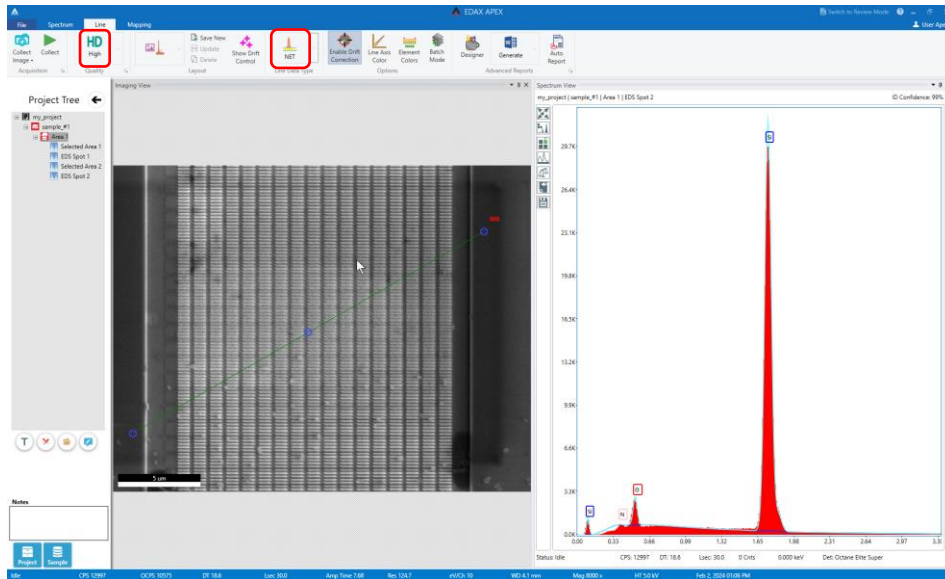 EDAX APEX
Switch to Review Mode
File Spectrum Line Mapping
User Ape
Collect Image
Collect
HD
High
Save New
Update
Delete
Show Drift Control
NET
Enable Drift Correction
Line Axis Color
Element Colors
Batch Mode
Designer
Generate
Auto Report
Acquisition
Quality
Layout
Line Data Type
Options
Advanced Reports
Project Tree
my_project
sample_#1
Area 1
Selected Area 1
EDS Spot 1
Selected Area 2
EDS Spot 2
T
Notes
Project
Sample
Imaging View
5 um
Spectrum View
my_project | sample_#1 | Area 1 | EDS Spot 2
ID Confidence: 99%
29.7K
26.4K
23.1K
19.8K
16.5K
13.2K
9.9K
6.6K
3.3K
0.0K
Si
Si
N
O
0.00 0.33 0.66 0.99 1.32 1.65 1.98 2.31 2.64 2.97 3.30
Status: Idle CPS: 12997 DT: 18.6 Lsec: 30.0 0 Cnts 0.000 keV Det: Octane Elite Super
Idle CPS 12997 OCPS 10575 DT 18.6 Lsec 30.0 Amp Time 7.68 Res 124.7 eV/Ch 10 WD 4.1 mm Mag 8000 x HT 5.0 kV Feb 2, 2024 01:06 PM